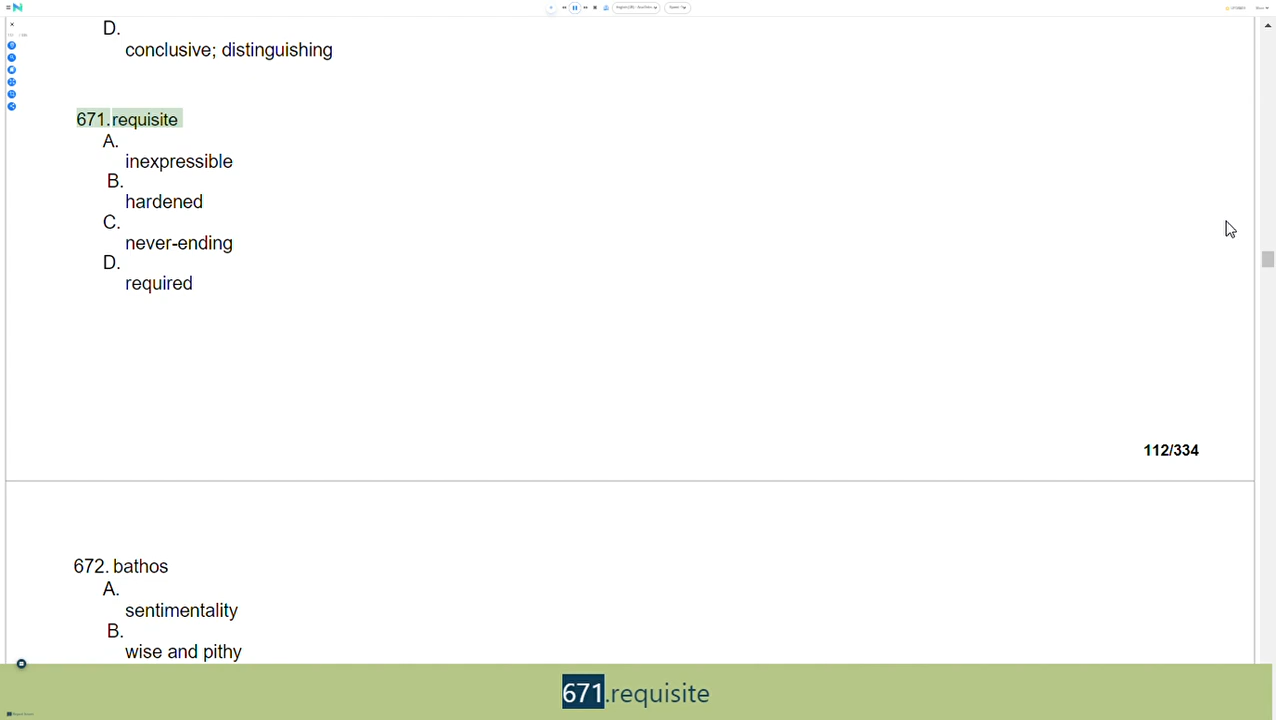 D.
conclusive; distinguishing
671.requisite
A.
inexpressible
B.
hardened
C.
never-ending
D.
required
112/334
672. bathos
A.
sentimentality
B.
wise and pithy
671.requisite